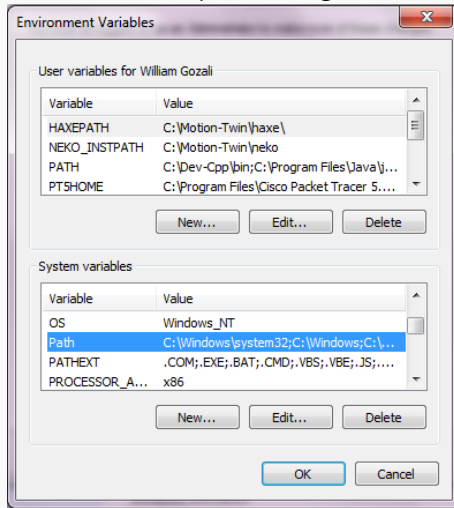 Environment Variables
User variables for William Gozali
Variable Value
HAXEPATH C:\Motion-Twin\haxe\
NEKO_INSTPATH C:\Motion-Twin\neko
PATH C:\Dev-Cpp\bin;C:\Program Files\Java\j...
PT5HOME C:\Program Files\Cisco Packet Tracer 5....
New... Edit... Delete
System variables
Variable Value
OS Windows_NT
Path C:\Windows\system32;C:\Windows;C:\...
PATHEXT .COM;.EXE;.BAT;.CMD;.VBS;.VBE;.JS;....
PROCESSOR_A... x86
New... Edit... Delete
OK Cancel